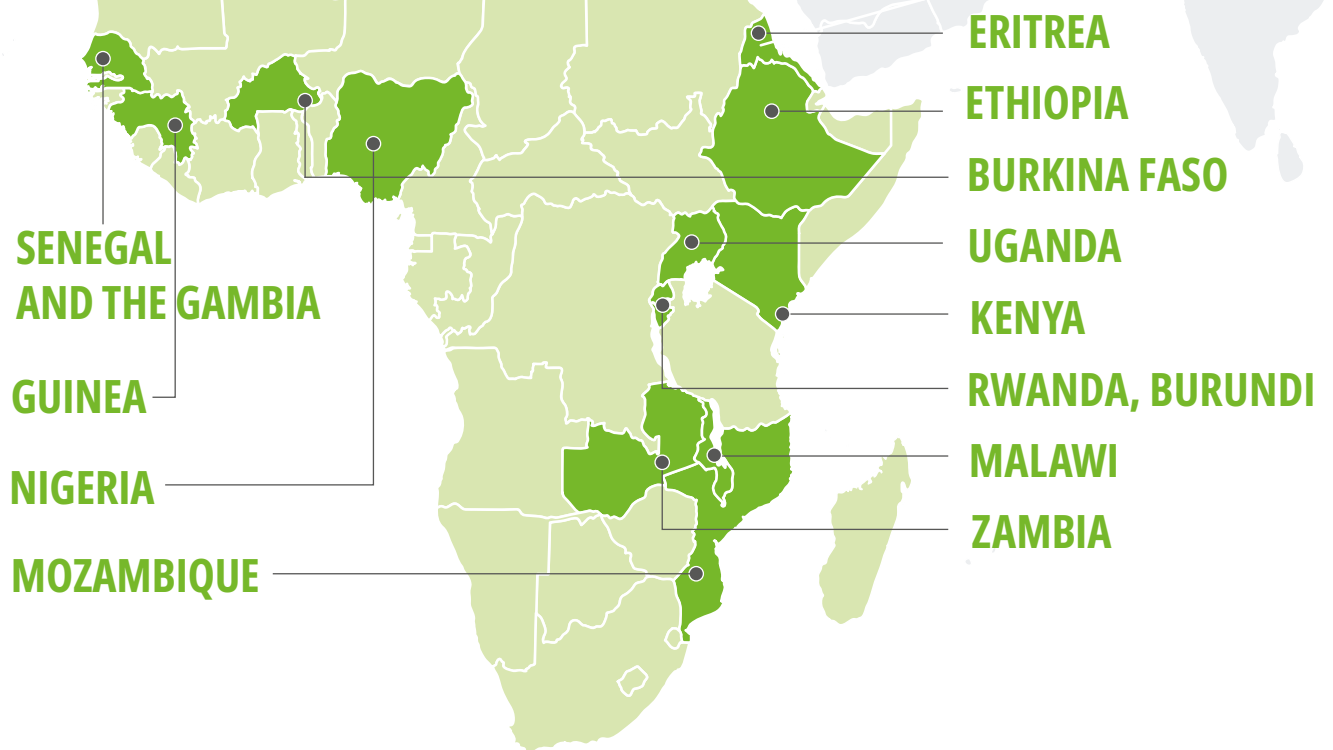 SENEGAL
AND THE GAMBIA
GUINEA
NIGERIA
MOZAMBIQUE
ERITREA
ETHIOPIA
BURKINA FASO
UGANDA
KENYA
RWANDA, BURUNDI
MALAWI
ZAMBIA